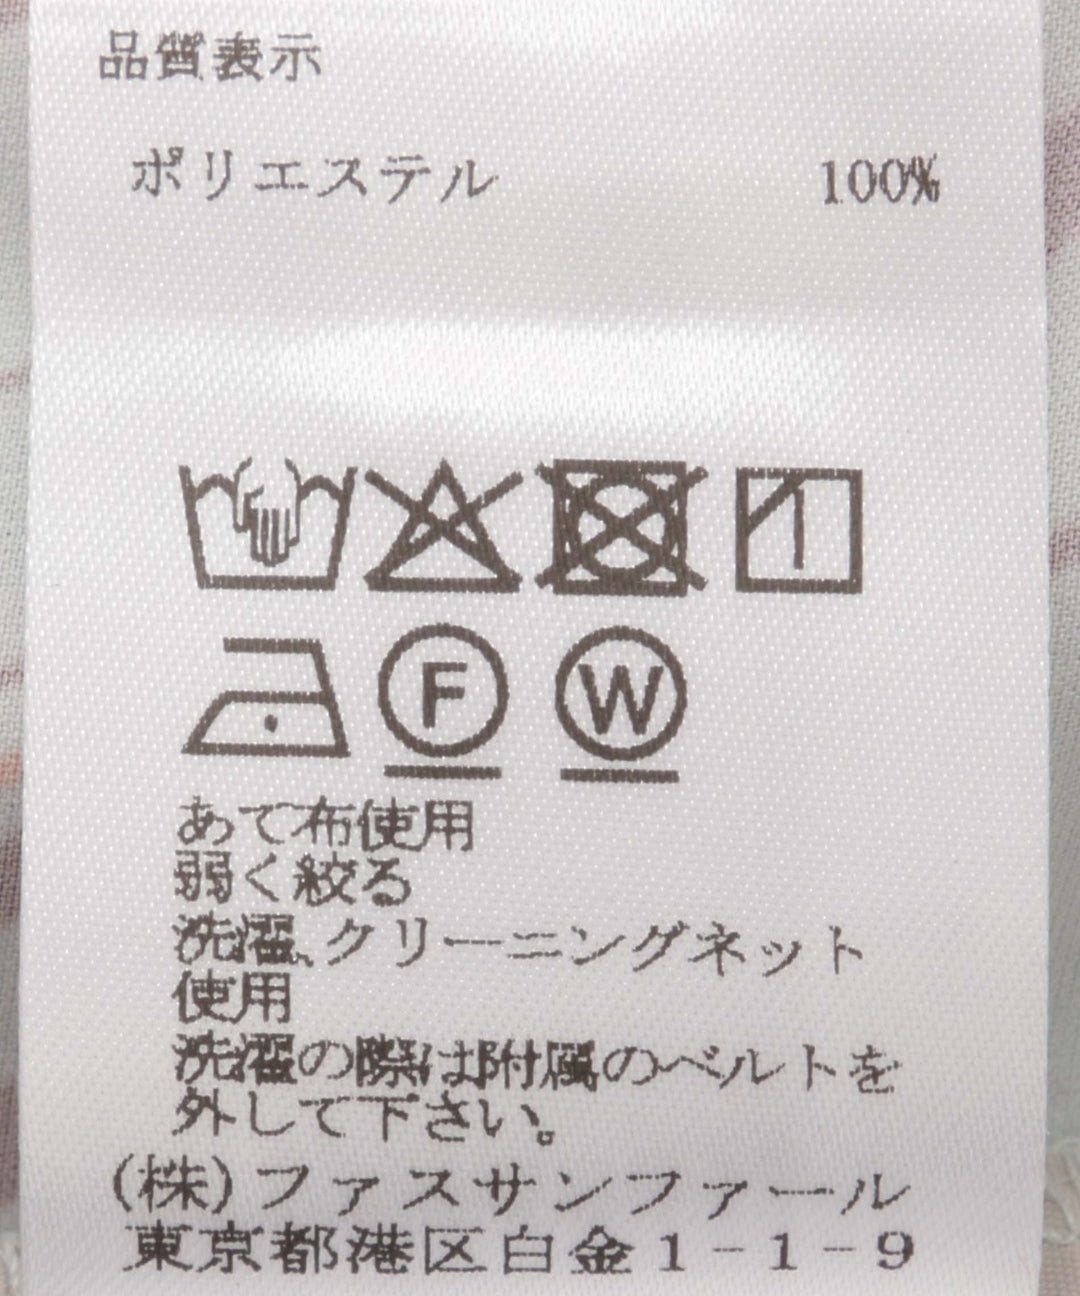 品質表示
ポリエステル 100%
F W
あて布使用
弱く絞る
洗濯、クリーニングネット
使用
洗濯の際は附属のベルトを
外して下さい。
(株)ファスサンファール
東京都港区白金1-1-9